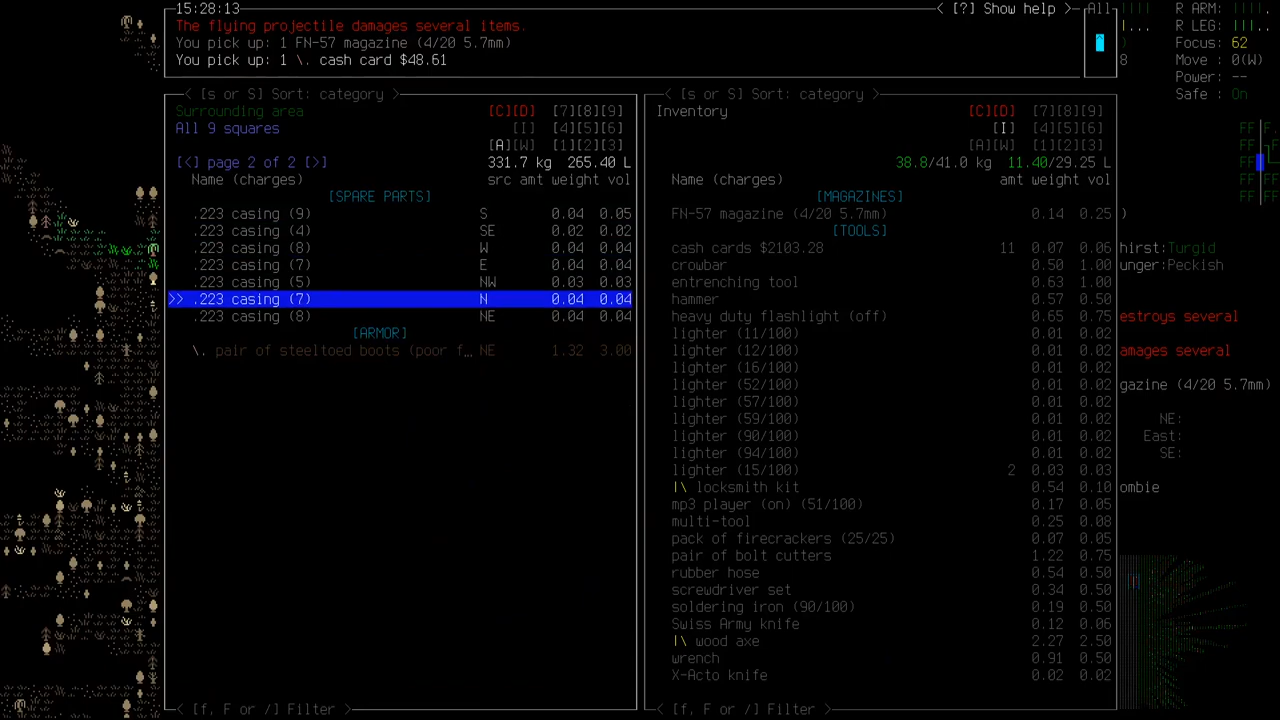 15:28:13
< [?] Show help >
All
R ARM:
The flying projectile damages several items.
R LEG:
You pick up: 1 FN-57 magazine (4/20 5.7mm)
Focus: 62
You pick up: 1 \. cash card $48.61
8
Move : 0(W)
Power: --
< [s or S] Sort: category >
< [s or S] Sort: category >
Safe : On
Surrounding area
[C][D] [7][8][9]
Inventory
[C][D] [7][8][9]
All 9 squares
[I] [4][5][6]
[I] [4][5][6]
[A][W] [1][2][3]
[A][W] [1][2][3]
[<] page 2 of 2 [>]
331.7 kg 265.40 L
38.8/41.0 kg 11.40/29.25 L
Name (charges) src amt weight vol
Name (charges) amt weight vol
[SPARE PARTS]
[MAGAZINES]
.223 casing (9) S 0.04 0.05
FN-57 magazine (4/20 5.7mm) 0.14 0.25
)
.223 casing (4) SE 0.02 0.02
[TOOLS]
.223 casing (8) W 0.04 0.04
cash cards $2103.28 11 0.07 0.06
hirst:Turgid
.223 casing (7) E 0.04 0.04
crowbar 0.50 1.00
unger:Peckish
.223 casing (5) NW 0.03 0.03
entrenching tool 0.63 1.00
>> .223 casing (7) N 0.04 0.04
hammer 0.57 0.50
.223 casing (8) NE 0.04 0.04
heavy duty flashlight (off) 0.65 0.75
estroys several
[ARMOR]
lighter (11/100) 0.01 0.02
\. pair of steeltoed boots (poor f… NE 1.32 3.00
lighter (12/100) 0.01 0.02
amages several
lighter (16/100) 0.01 0.02
lighter (52/100) 0.01 0.02
gazine (4/20 5.7mm)
lighter (57/100) 0.01 0.02
lighter (59/100) 0.01 0.02
NE:
lighter (90/100) 0.01 0.02
East:
lighter (94/100) 0.01 0.02
SE:
lighter (15/100) 2 0.03 0.03
|\ locksmith kit 0.54 0.10
ombie
mp3 player (on) (51/100) 0.17 0.05
multi-tool 0.25 0.08
pack of firecrackers (25/25) 0.07 0.05
pair of bolt cutters 1.22 0.75
rubber hose 0.54 0.50
screwdriver set 0.34 0.50
soldering iron (90/100) 0.19 0.50
Swiss Army knife 0.12 0.06
|\ wood axe 2.27 2.50
wrench 0.91 0.50
X-Acto knife 0.02 0.02
< [f, F or /] Filter >
< [f, F or /] Filter >